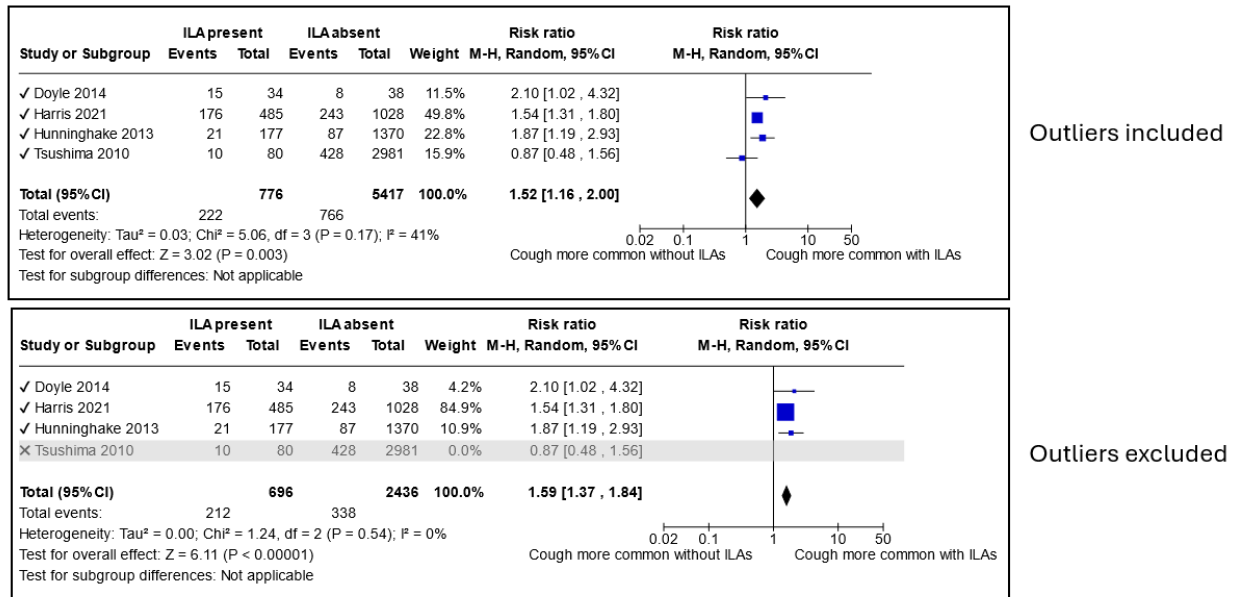 ILA present ILA absent Risk ratio Risk ratio
Study or Subgroup Events Total Events Total Weight M-H, Random, 95% CI M-H, Random, 95% CI
✓ Doyle 2014 15 34 8 38 11.5% 2.10 [1.02 , 4.32]
✓ Harris 2021 176 485 243 1028 49.8% 1.54 [1.31 , 1.80]
✓ Hunninghake 2013 21 177 87 1370 22.8% 1.87 [1.19 , 2.93]
✓ Tsushima 2010 10 80 428 2981 15.9% 0.87 [0.48 , 1.56]
Total (95% CI) 776 5417 100.0% 1.52 [1.16 , 2.00]
Total events: 222 766
Heterogeneity: Tau² = 0.03; Chi² = 5.06, df = 3 (P = 0.17); I² = 41%
0.02 0.1 1 10 50
Test for overall effect: Z = 3.02 (P = 0.003)
Cough more common without ILAs Cough more common with ILAs
Test for subgroup differences: Not applicable
Outliers included
ILA present ILA absent Risk ratio Risk ratio
Study or Subgroup Events Total Events Total Weight M-H, Random, 95% CI M-H, Random, 95% CI
✓ Doyle 2014 15 34 8 38 4.2% 2.10 [1.02 , 4.32]
✓ Harris 2021 176 485 243 1028 84.9% 1.54 [1.31 , 1.80]
✓ Hunninghake 2013 21 177 87 1370 10.9% 1.87 [1.19 , 2.93]
✕ Tsushima 2010 10 80 428 2981 0.0% 0.87 [0.48 , 1.56]
Total (95% CI) 696 2436 100.0% 1.59 [1.37 , 1.84]
Total events: 212 338
Heterogeneity: Tau² = 0.00; Chi² = 1.24, df = 2 (P = 0.54); I² = 0%
0.02 0.1 1 10 50
Test for overall effect: Z = 6.11 (P < 0.00001)
Cough more common without ILAs Cough more common with ILAs
Test for subgroup differences: Not applicable
Outliers excluded